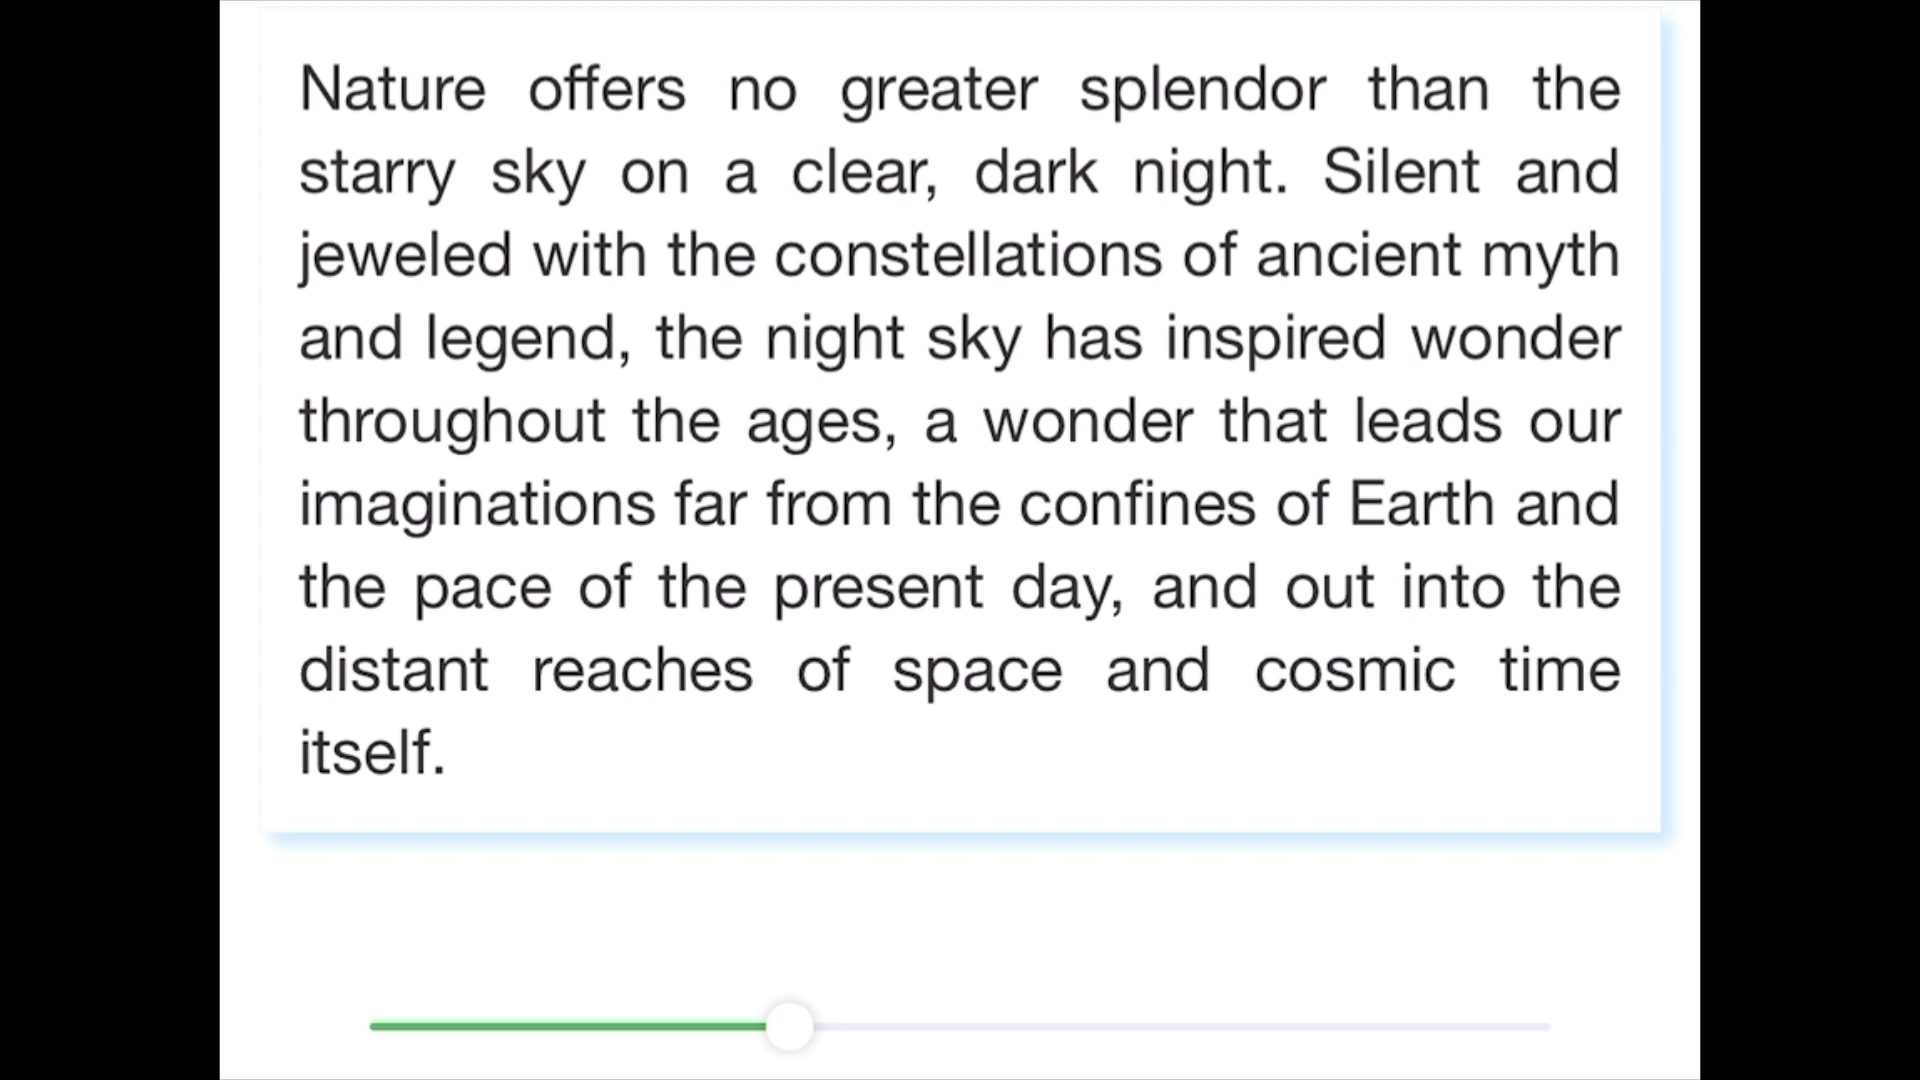 Nature offers no greater splendor than the
starry sky on a clear, dark night. Silent and
jeweled with the constellations of ancient myth
and legend, the night sky has inspired wonder
throughout the ages, a wonder that leads our
imaginations far from the confines of Earth and
the pace of the present day, and out into the
distant reaches of space and cosmic time
itself.